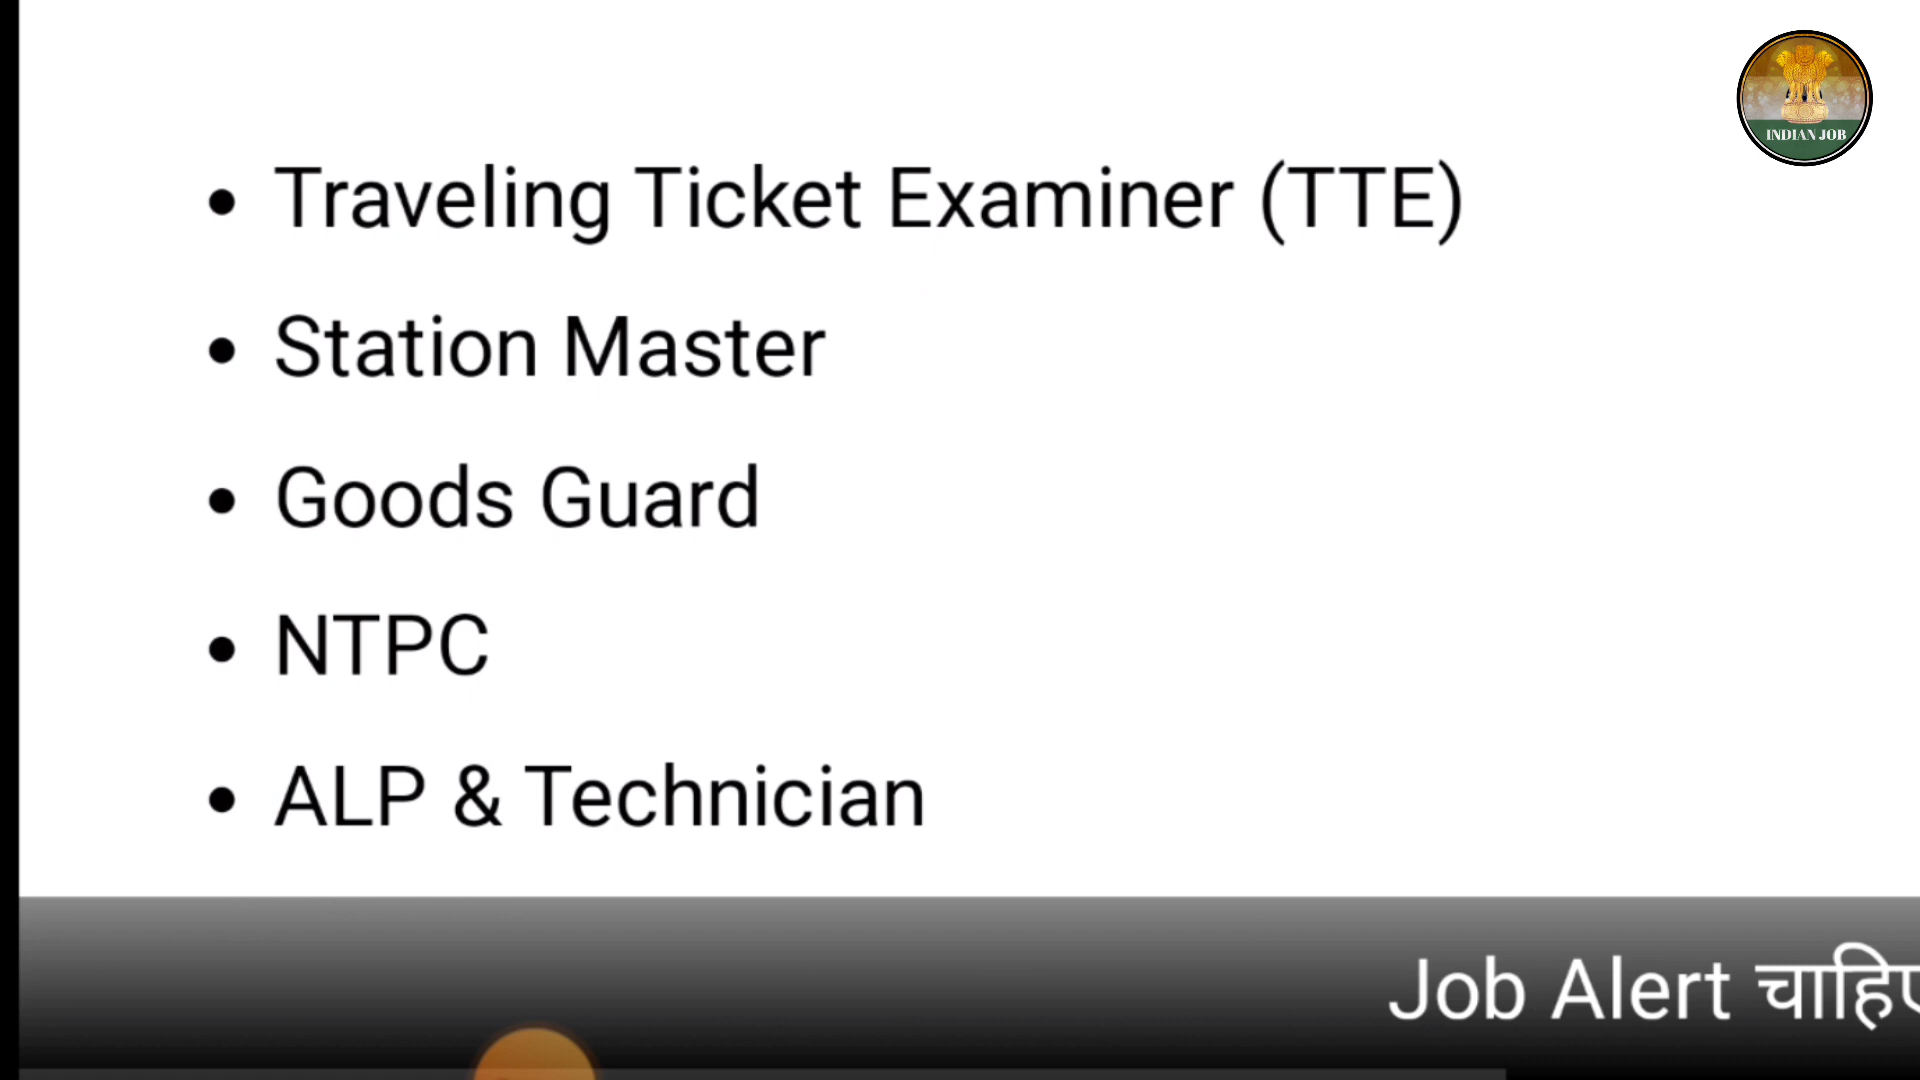 INDIAN JOB
• Traveling Ticket Examiner (TTE)
• Station Master
• Goods Guard
• NTPC
• ALP & Technician
Job Alert